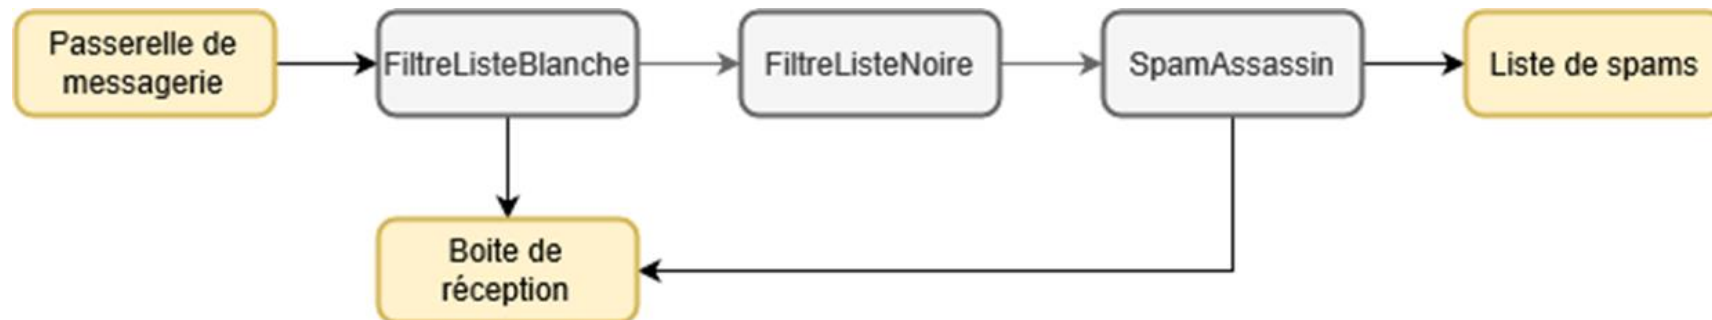 Passerelle de
messagerie
FiltreListeBlanche
FiltreListeNoire
SpamAssassin
Liste de spams
Boite de
réception